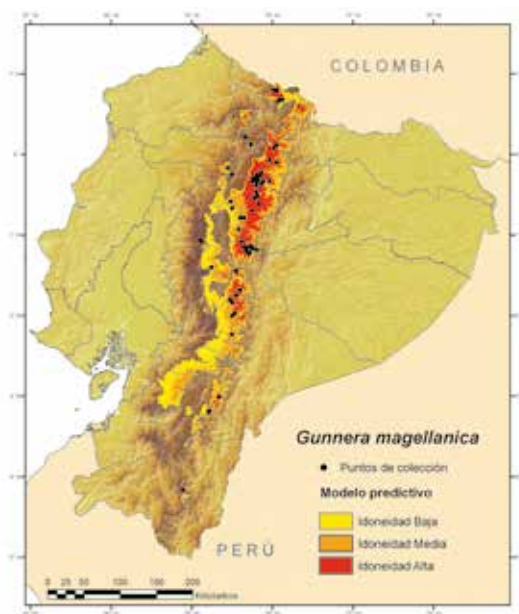 COLOMBIA
Gunnera magellanica
Puntos de colección
Modelo predictivo
Idoneidad Baja
Idoneidad Media
Idoneidad Alta
PERÚ
0 25 50 100 150 200
Kilometers